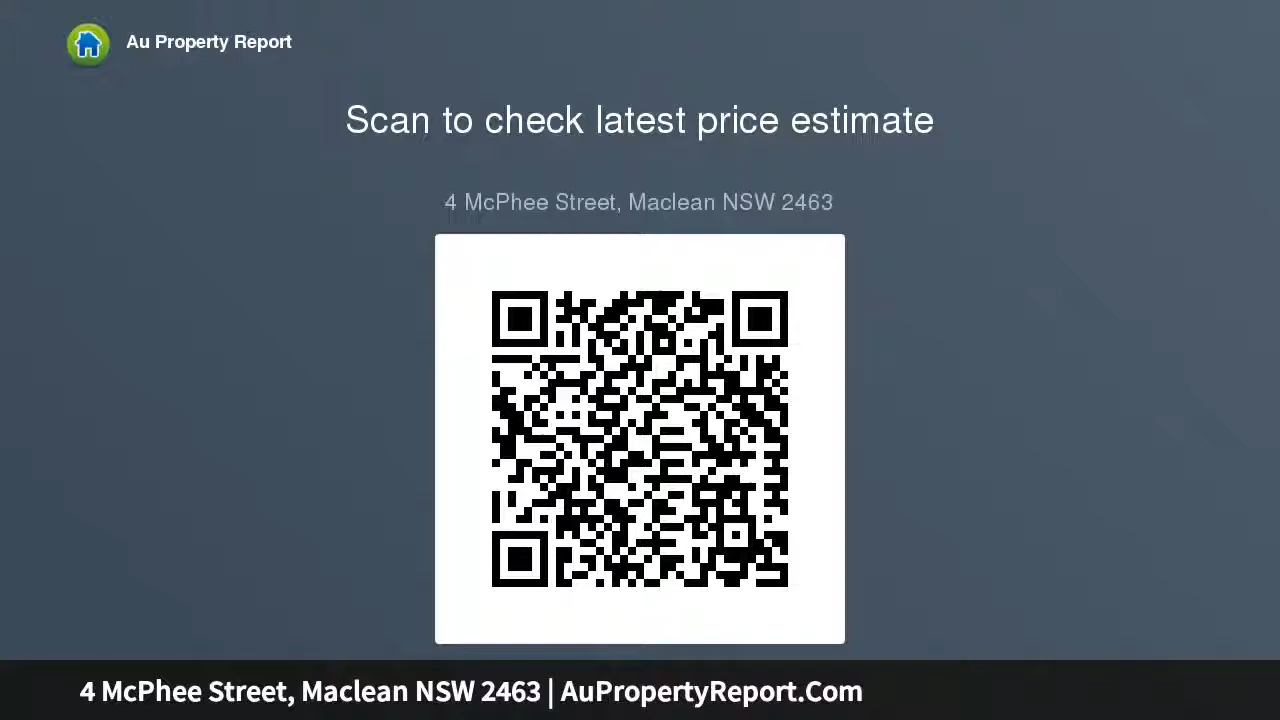 Au Property Report
Scan to check latest price estimate
4 McPhee Street, Maclean NSW 2463
4 McPhee Street, Maclean NSW 2463 | AuPropertyReport.Com